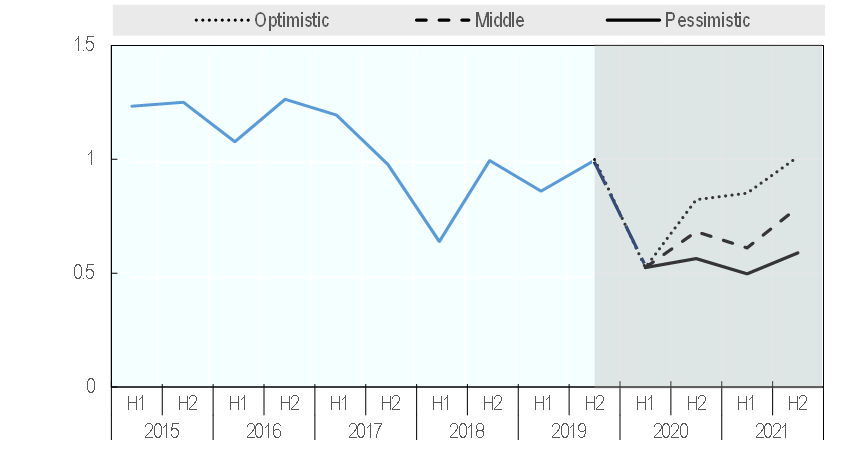 Optimistic Middle Pessimistic
1.5
1
0.5
0
H1 H2 H1 H2 H1 H2 H1 H2 H1 H2 H1 H2 H1 H2
2015 2016 2017 2018 2019 2020 2021